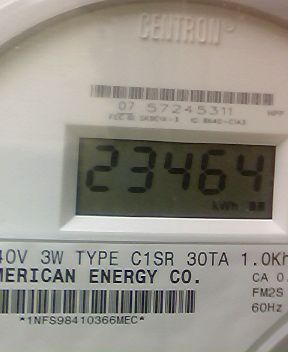 CENTRON
07 57245311
23464
kWh
40V 3W TYPE C1SR 30TA 1.0Kh
MERICAN ENERGY CO.
CA 0.
FM2S
60Hz
*1NFS98410366MEC*